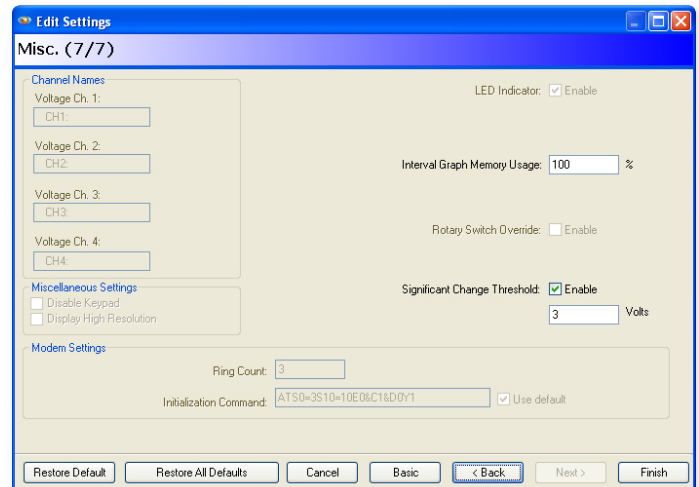 Edit Settings
Misc. (7/7)
Channel Names
Voltage Ch. 1:
CH1:
Voltage Ch. 2:
CH2:
Voltage Ch. 3:
CH3:
Voltage Ch. 4:
CH4:
LED Indicator: Enable
Interval Graph Memory Usage: 100 %
Rotary Switch Override: Enable
Significant Change Threshold: Enable
3 Volts
Miscellaneous Settings
Disable Keypad
Display High Resolution
Modem Settings
Ring Count: 3
Initialization Command: ATS0=3S10=10E0&C1&D0Y1 Use default
Restore Default Restore All Defaults Cancel Basic < Back Next > Finish